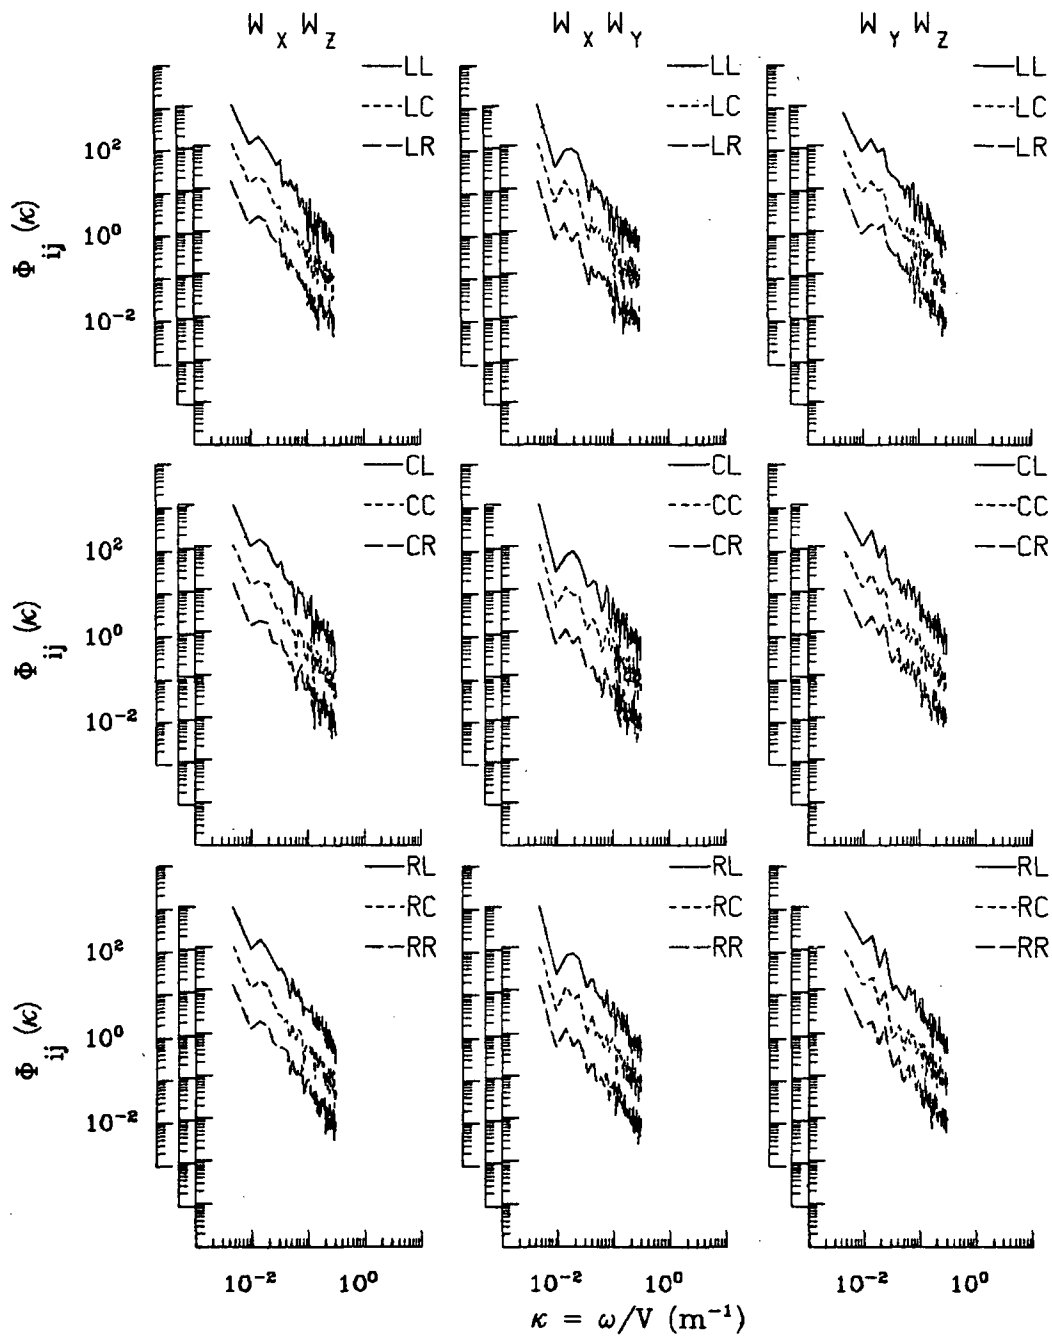 W X W Z
W X W Y
W Y W Z
LL
LC
LR
LL
LC
LR
LL
LC
LR
Φ ij (κ)
10²
10⁰
10⁻²
CL
CC
CR
CL
CC
CR
CL
CC
CR
Φ ij (κ)
10²
10⁰
10⁻²
RL
RC
RR
RL
RC
RR
RL
RC
RR
Φ ij (κ)
10²
10⁰
10⁻²
10⁻² 10⁰
10⁻² 10⁰
10⁻² 10⁰
κ = ω/V (m⁻¹)